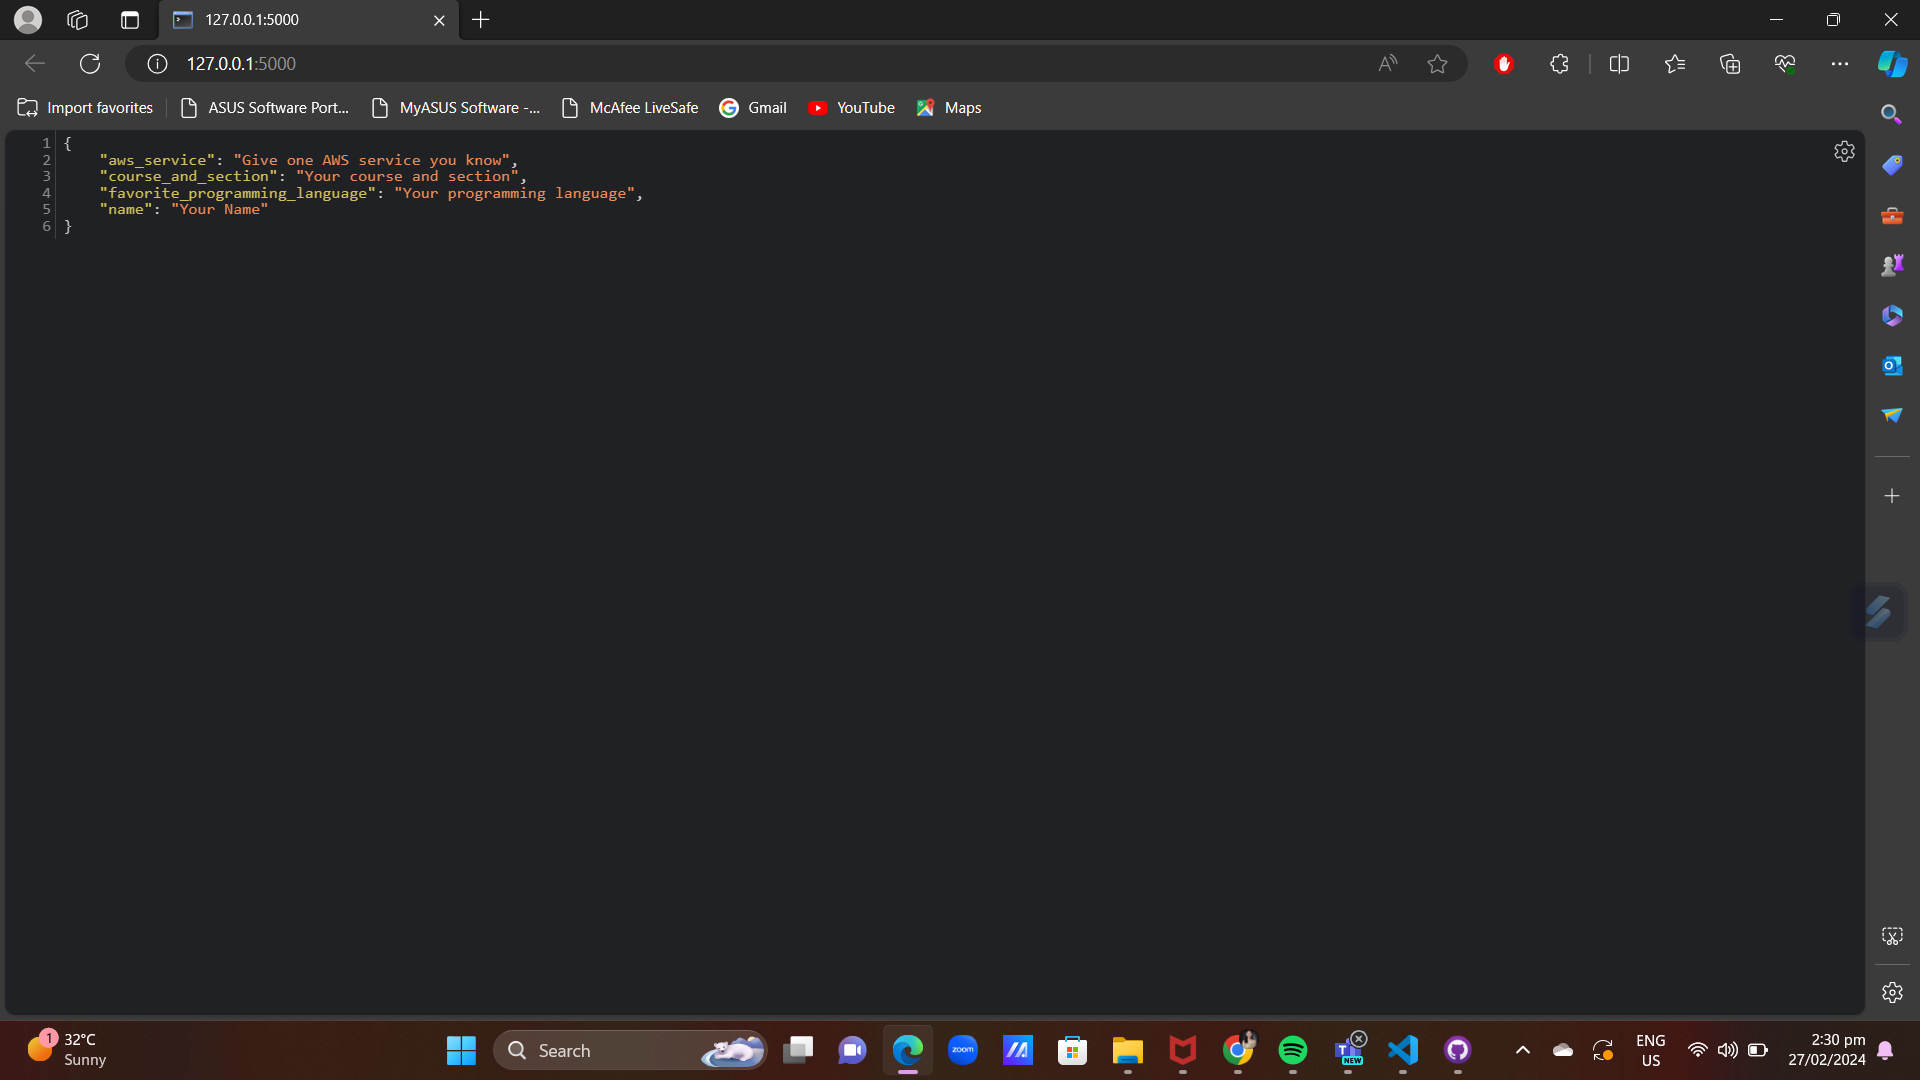 127.0.0.1:5000
127.0.0.1:5000
Import favorites ASUS Software Port... MyASUS Software -... McAfee LiveSafe Gmail YouTube Maps
1 {
2 "aws_service": "Give one AWS service you know",
3 "course_and_section": "Your course and section",
4 "favorite_programming_language": "Your programming language",
5 "name": "Your Name"
6 }
1 32°C
Sunny
Search
zoom
NEW
ENG
US
2:30 pm
27/02/2024